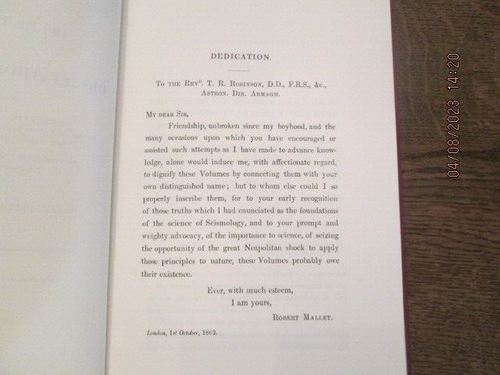 DEDICATION.
To the Revd. T. R. Robinson, D.D., F.R.S., &c.,
Astron. Dir. Armagh.
My dear Sir,
Friendship, unbroken since my boyhood, and the
many occasions upon which you have encouraged or
assisted such attempts as I have made to advance know-
ledge, alone would induce me, with affectionate regard,
to dignify these Volumes by connecting them with your
own distinguished name; but to whom else could I so
properly inscribe them, for to your early recognition
of those truths which I had enunciated as the foundations
of the science of Seismology, and to your prompt and
weighty advocacy, of the importance to science, of seizing
the opportunity of the great Neapolitan shock to apply
those principles to nature, these Volumes probably owe
their existence.
Ever, with much esteem,
I am yours,
Robert Mallet.
London, 1st October, 1862.
04/08/2023 14:20